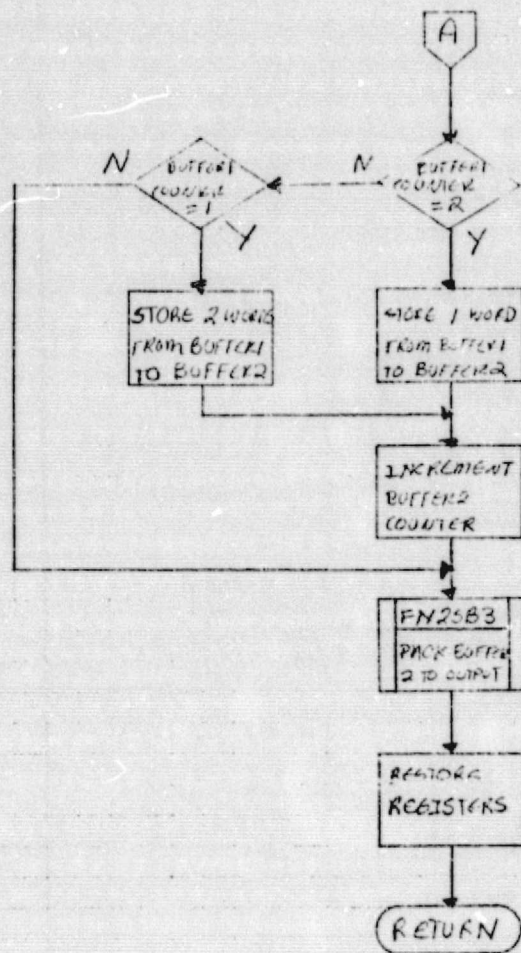 A
N
BUFFER1
COUNTER
= 1
Y
N
BUFFER1
COUNTER
= 2
Y
STORE 2 WORDS
FROM BUFFER1
TO BUFFER2
STORE 1 WORD
FROM BUFFER1
TO BUFFER2
INCREMENT
BUFFER2
COUNTER
FN2SB3
PACK BUFFER
2 TO OUTPUT
RESTORE
REGISTERS
RETURN